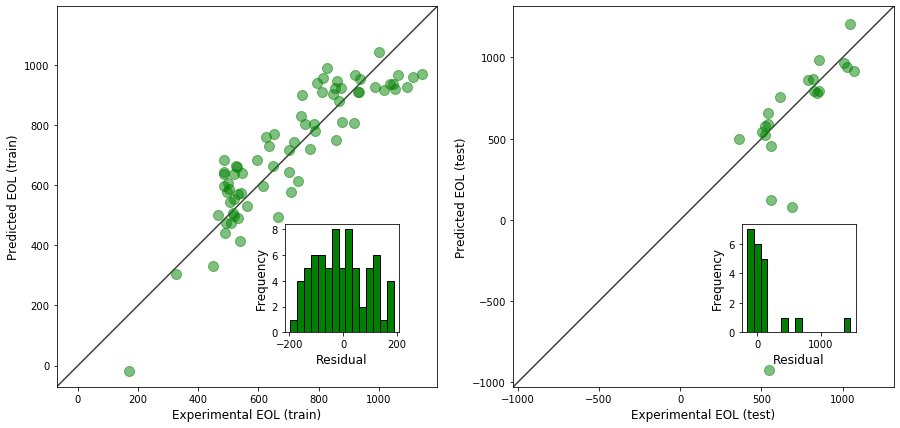 Predicted EOL (train)
1000
800
600
400
200
0
0 200 400 600 800 1000
Experimental EOL (train)
Frequency
8
6
4
2
0
−200 0 200
Residual
Predicted EOL (test)
1000
500
0
−500
−1000
−1000 −500 0 500 1000
Experimental EOL (test)
Frequency
6
4
2
0
0 1000
Residual